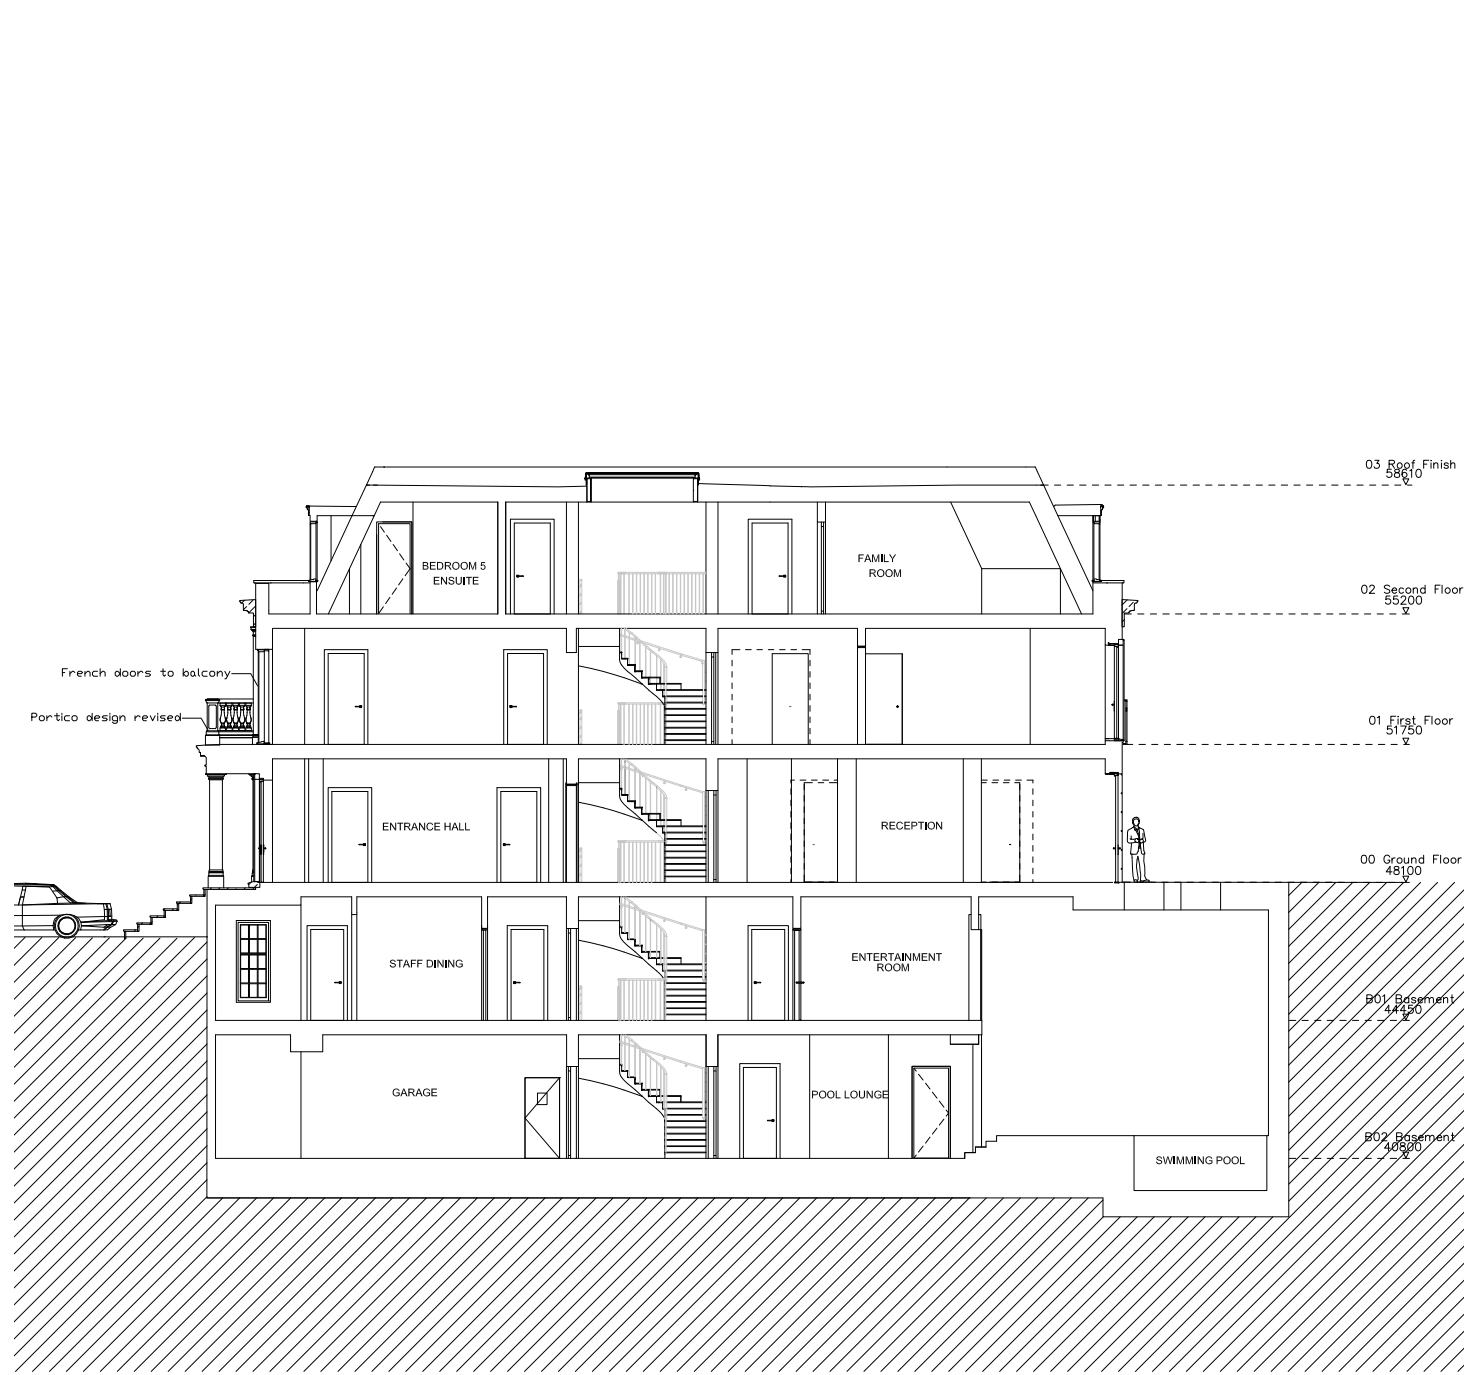 03 Roof Finish
58610
BEDROOM 5
ENSUITE
FAMILY
ROOM
02 Second Floor
55200
French doors to balcony
Portico design revised
01 First Floor
51750
ENTRANCE HALL
RECEPTION
00 Ground Floor
48100
STAFF DINING
ENTERTAINMENT
ROOM
B01 Basement
44450
GARAGE
POOL LOUNGE
B02 Basement
40800
SWIMMING POOL